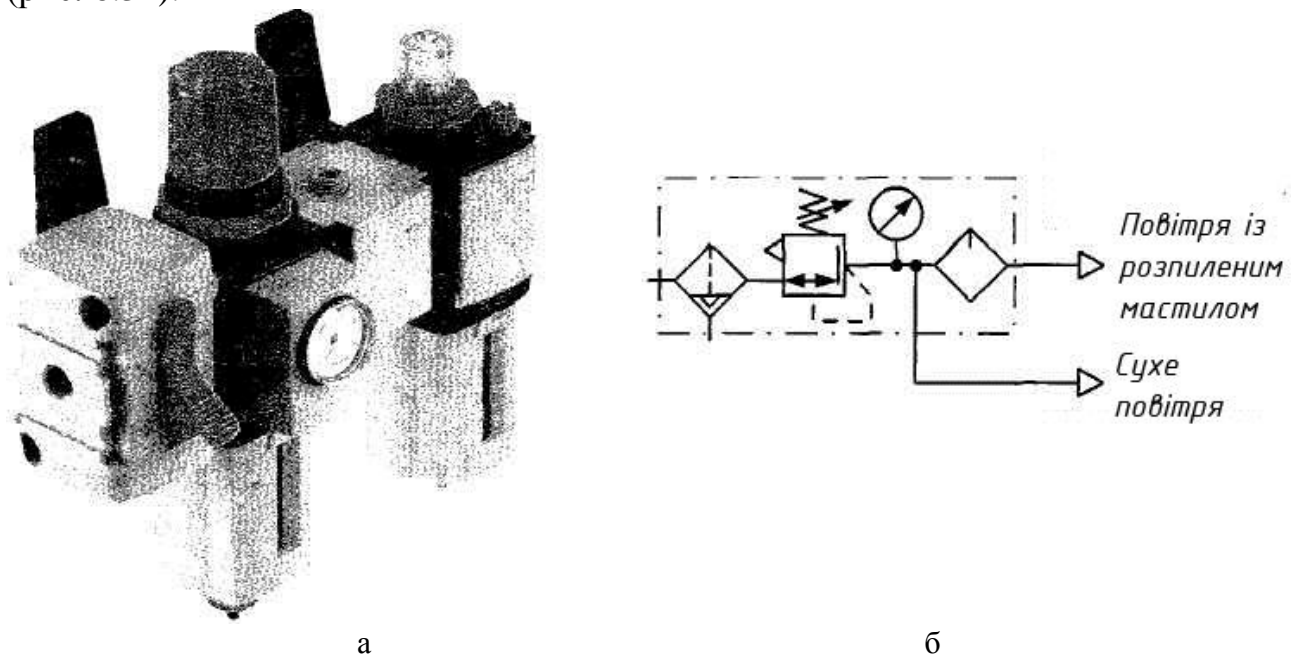 Повітря із
розпиленим
мастилом
Сухе
повітря
а
б